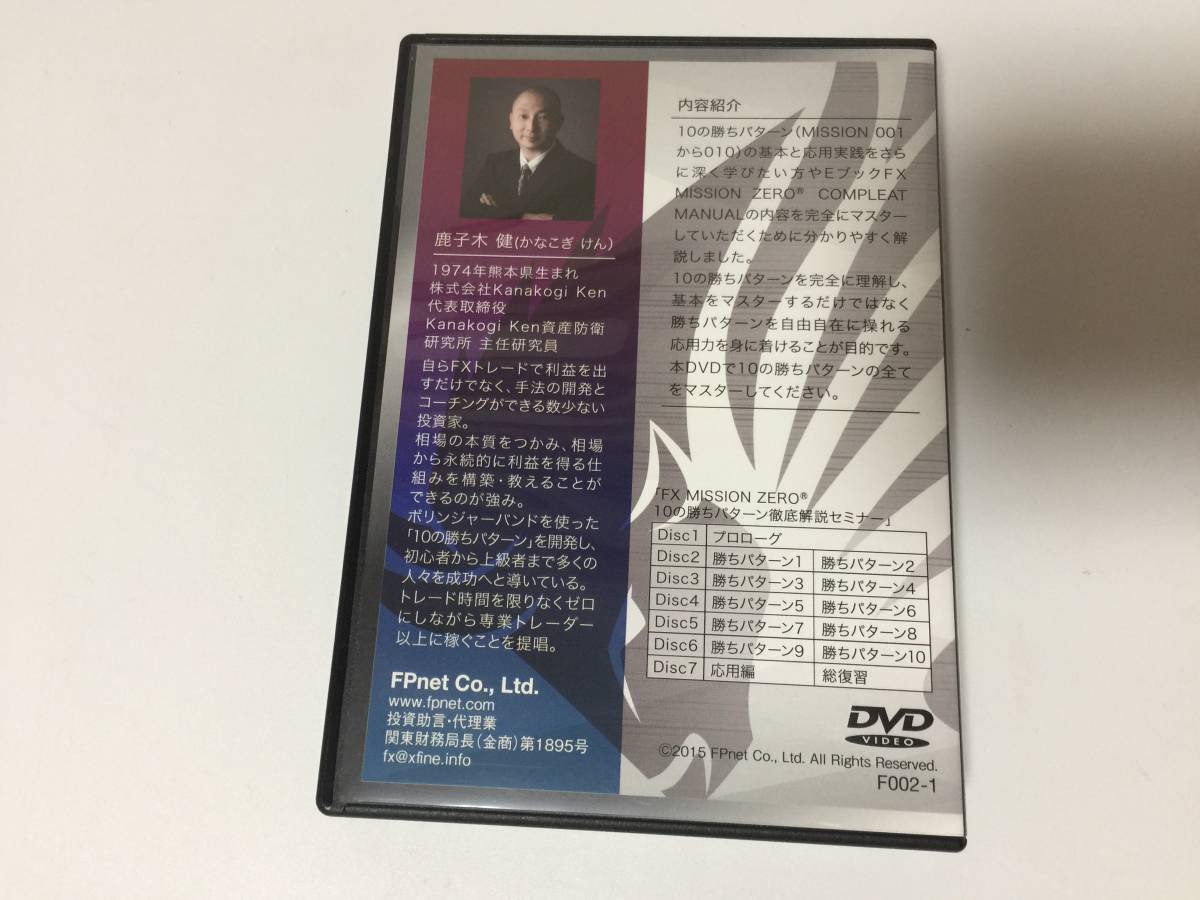 鹿子木 健(かなこぎ けん)
1974年熊本県生まれ
株式会社Kanakogi Ken
代表取締役
Kanakogi Ken資産防衛
研究所 主任研究員
自らFXトレードで利益を出
すだけでなく、手法の開発と
コーチングができる数少ない
投資家。
相場の本質をつかみ、相場
から永続的に利益を得る仕
組みを構築・教えることが
できるのが強み。
ボリンジャーバンドを使った
「10の勝ちパターン」を開発し、
初心者から上級者まで多くの
人々を成功へと導いている。
トレード時間を限りなくゼロ
にしながら専業トレーダー
以上に稼ぐことを提唱。
FPnet Co., Ltd.
www.fpnet.com
投資助言・代理業
関東財務局長(金商)第1895号
fx@xfine.info
内容紹介
10の勝ちパターン(MISSION 001
から010)の基本と応用実践をさら
に深く学びたい方やEブックFX
MISSION ZERO® COMPLEAT
MANUALの内容を完全にマスター
していただくために分かりやすく解
説しました。
10の勝ちパターンを完全に理解し、
基本をマスターするだけではなく
勝ちパターンを自由自在に操れる
応用力を身に着けることが目的です。
本DVDで10の勝ちパターンの全て
をマスターしてください。
「FX MISSION ZERO®
10の勝ちパターン徹底解説セミナー」
Disc1 プロローグ
Disc2 勝ちパターン1 勝ちパターン2
Disc3 勝ちパターン3 勝ちパターン4
Disc4 勝ちパターン5 勝ちパターン6
Disc5 勝ちパターン7 勝ちパターン8
Disc6 勝ちパターン9 勝ちパターン10
Disc7 応用編 総復習
DVD
VIDEO
©2015 FPnet Co., Ltd. All Rights Reserved.
F002-1